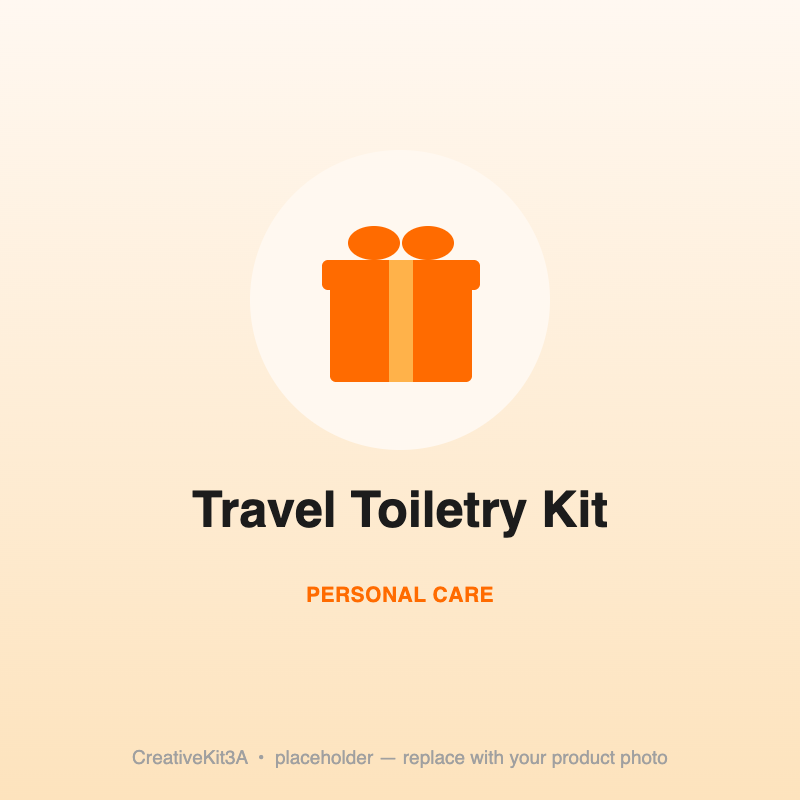 Travel Toiletry Kit
PERSONAL CARE
CreativeKit3A • placeholder — replace with your product photo